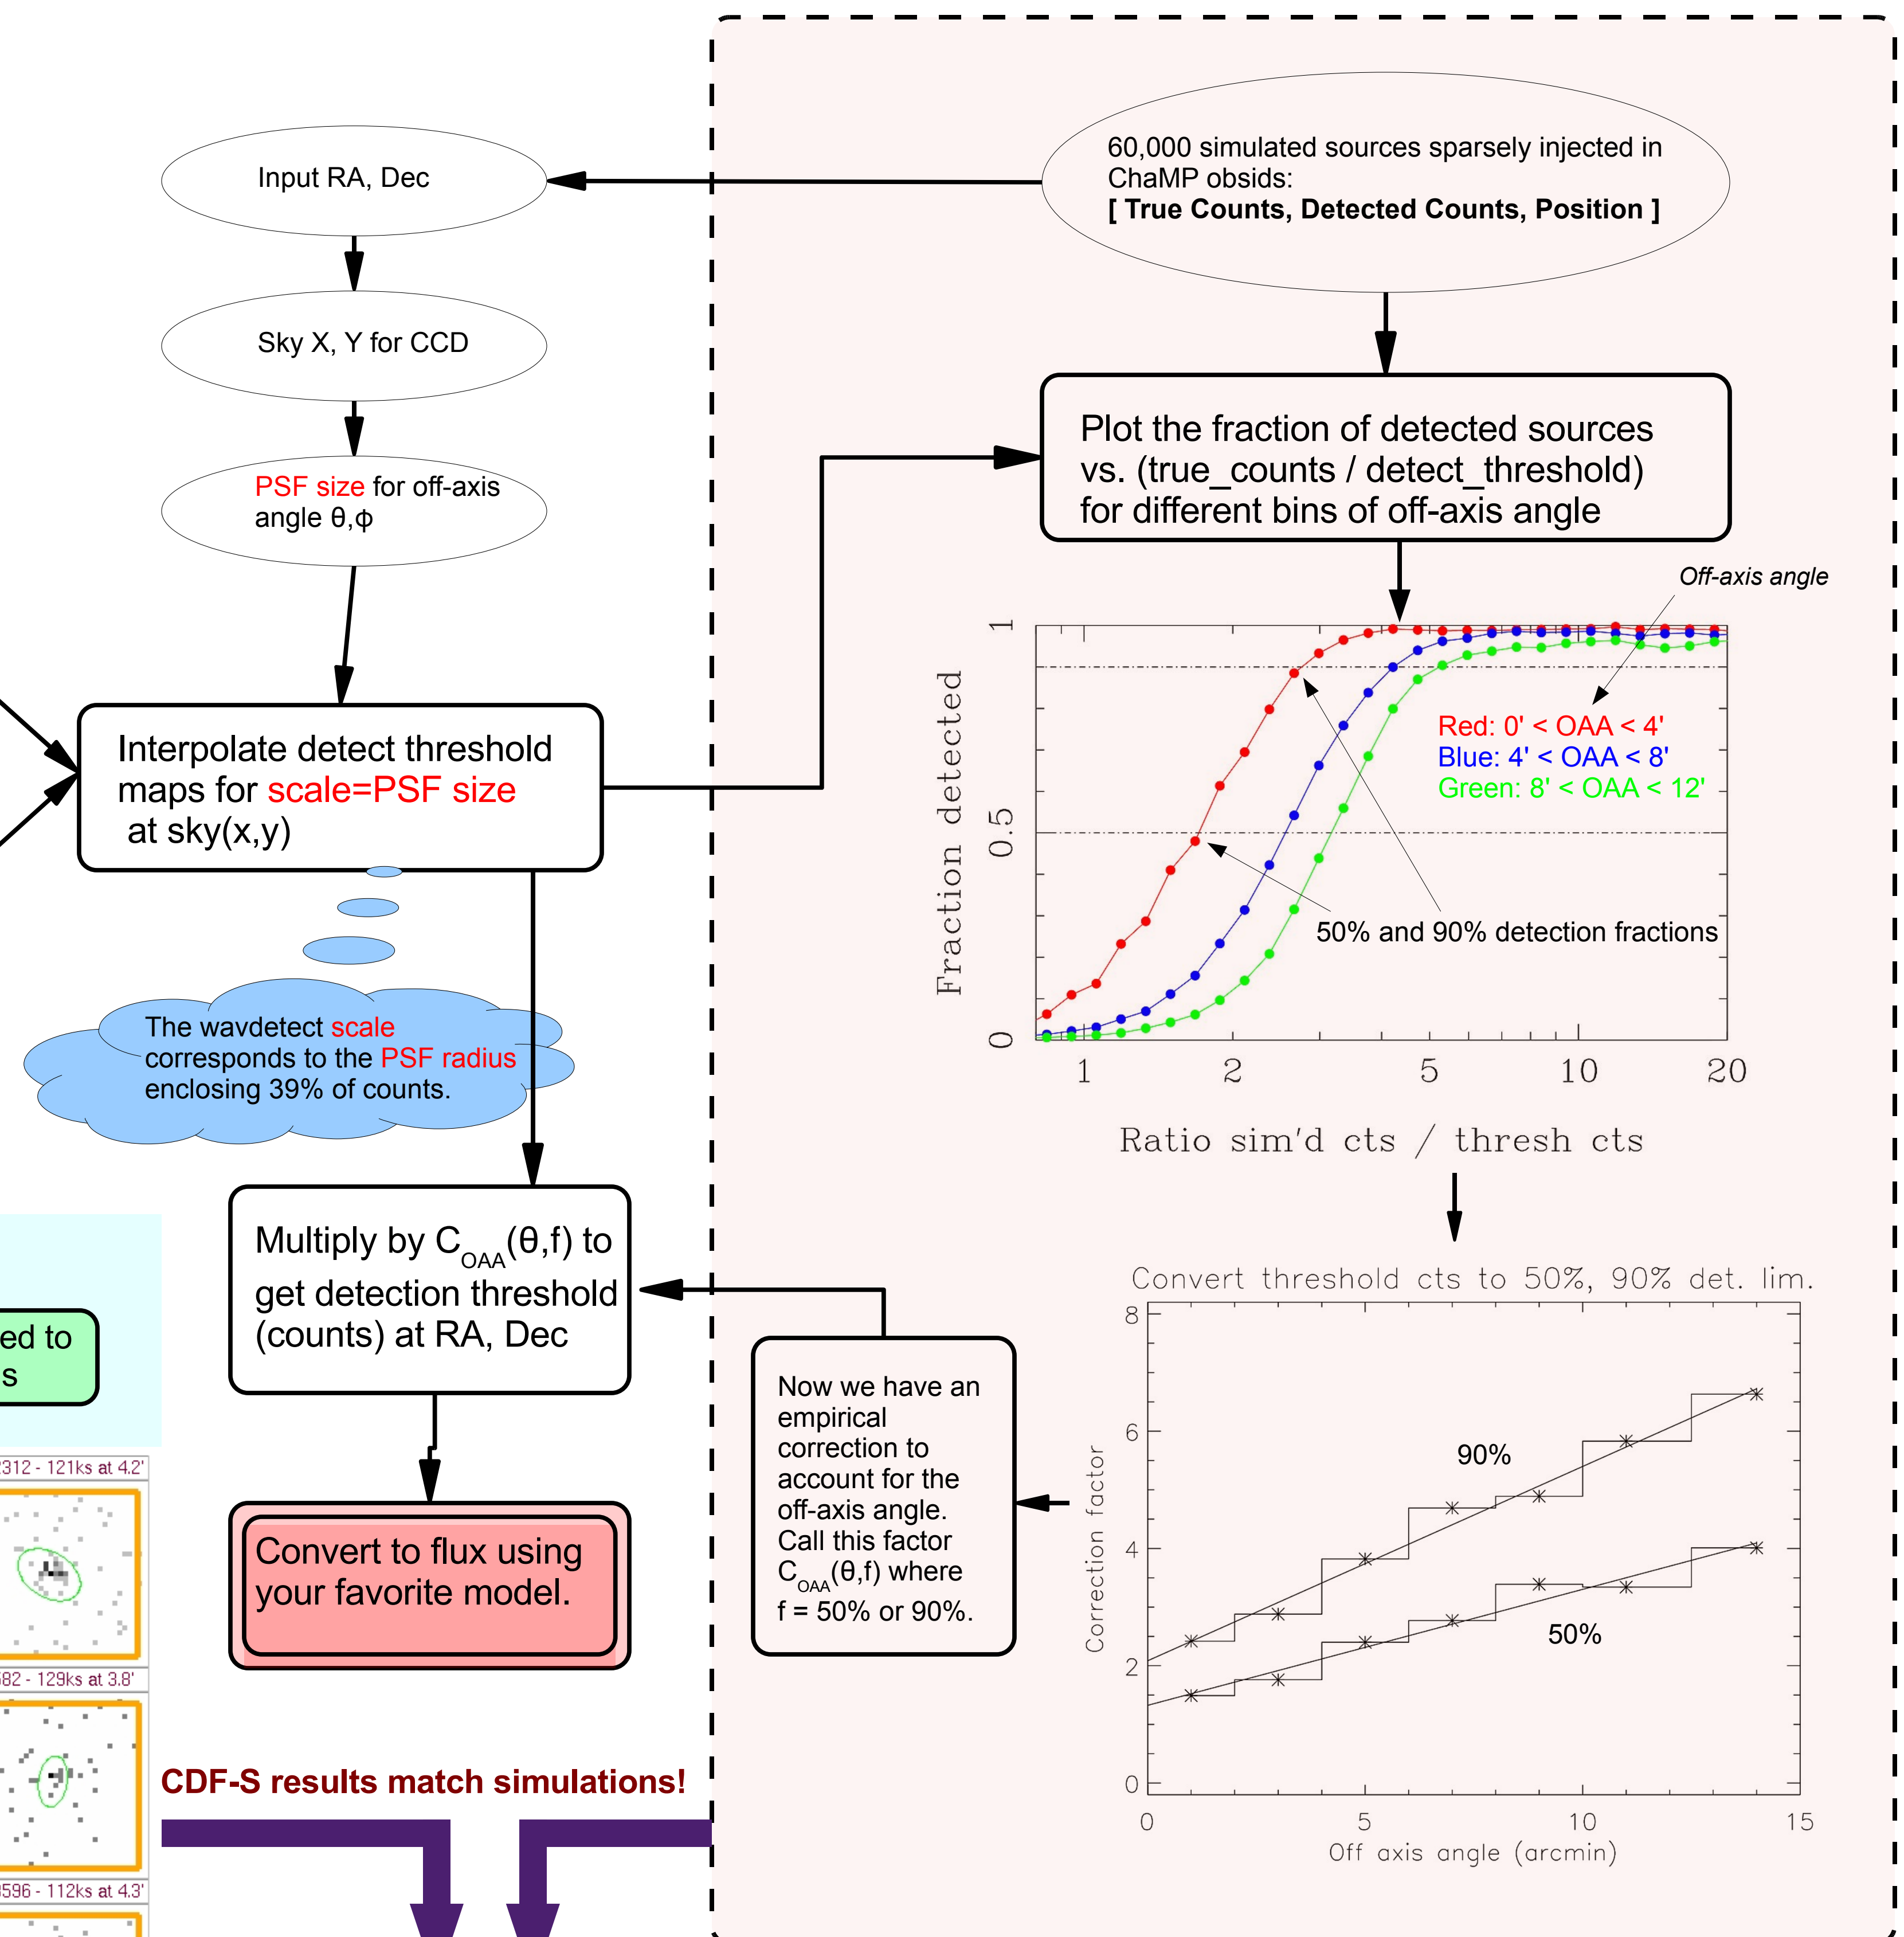 Input RA, Dec
Sky X, Y for CCD
PSF size for off-axis
angle θ,φ
Interpolate detect threshold
maps for scale=PSF size
at sky(x,y)
The wavdetect scale
corresponds to the PSF radius
enclosing 39% of counts.
Multiply by COAA(θ,f) to
get detection threshold
(counts) at RA, Dec
Convert to flux using
your favorite model.
ed to
s
2312 - 121ks at 4.2'
582 - 129ks at 3.8'
3596 - 112ks at 4.3'
CDF-S results match simulations!
60,000 simulated sources sparsely injected in
ChaMP obsids:
[ True Counts, Detected Counts, Position ]
Plot the fraction of detected sources
vs. (true_counts / detect_threshold)
for different bins of off-axis angle
Off-axis angle
Fraction detected
1
0.5
0
Red: 0' < OAA < 4'
Blue: 4' < OAA < 8'
Green: 8' < OAA < 12'
50% and 90% detection fractions
1 2 5 10 20
Ratio sim'd cts / thresh cts
Convert threshold cts to 50%, 90% det. lim.
Correction factor
8
6
4
2
0
90%
50%
0 5 10 15
Off axis angle (arcmin)
Now we have an
empirical
correction to
account for the
off-axis angle.
Call this factor
COAA(θ,f) where
f = 50% or 90%.